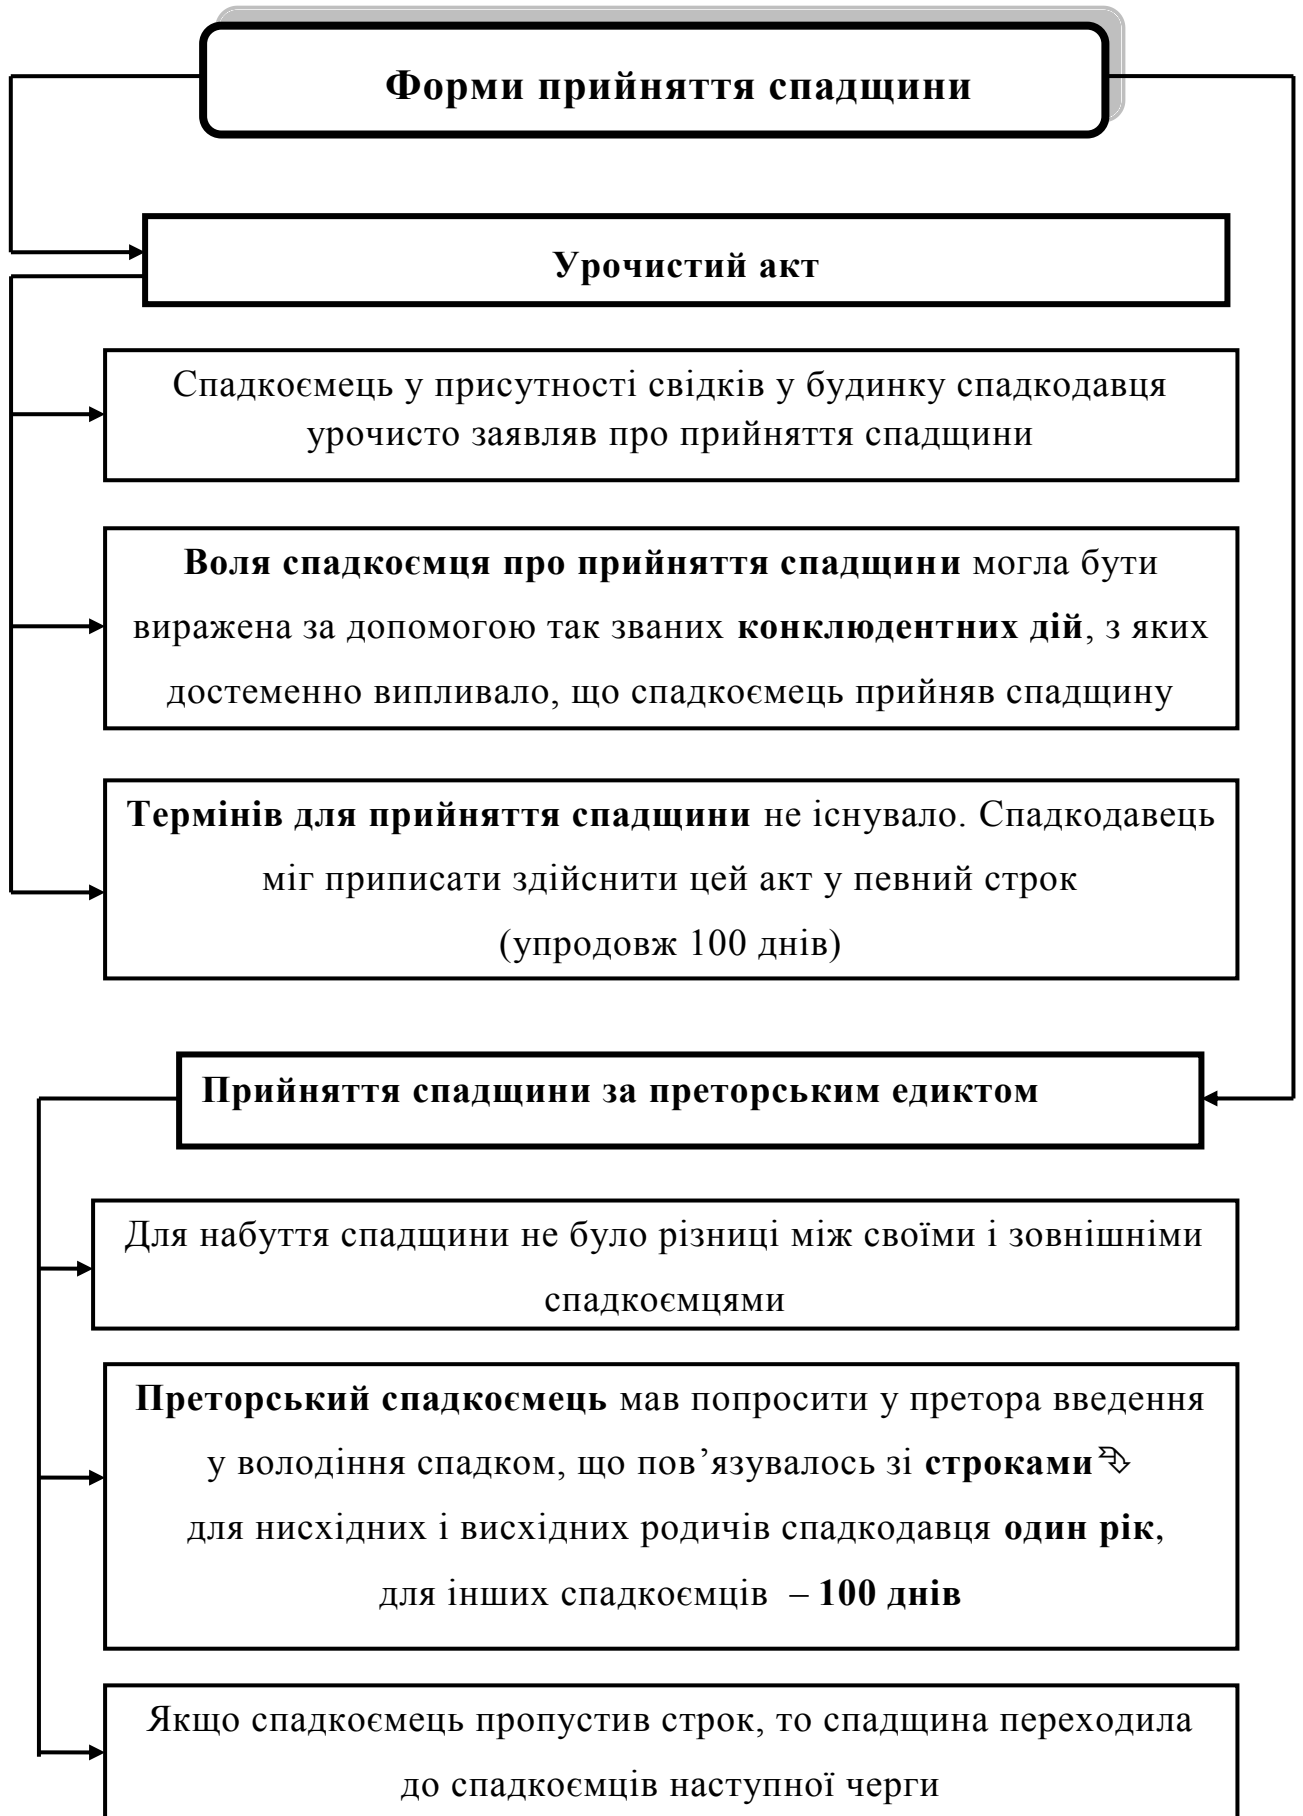 Форми прийняття спадщини
Урочистий акт
Спадкоємець у присутності свідків у будинку спадкодавця
урочисто заявляв про прийняття спадщини
Воля спадкоємця про прийняття спадщини могла бути
виражена за допомогою так званих конклюдентних дій, з яких
достеменно випливало, що спадкоємець прийняв спадщину
Термінів для прийняття спадщини не існувало. Спадкодавець
міг приписати здійснити цей акт у певний строк
(упродовж 100 днів)
Прийняття спадщини за преторським едиктом
Для набуття спадщини не було різниці між своїми і зовнішніми
спадкоємцями
Преторський спадкоємець мав попросити у претора введення
у володіння спадком, що пов’язувалось зі строками
для нисхідних і висхідних родичів спадкодавця один рік,
для інших спадкоємців – 100 днів
Якщо спадкоємець пропустив строк, то спадщина переходила
до спадкоємців наступної черги